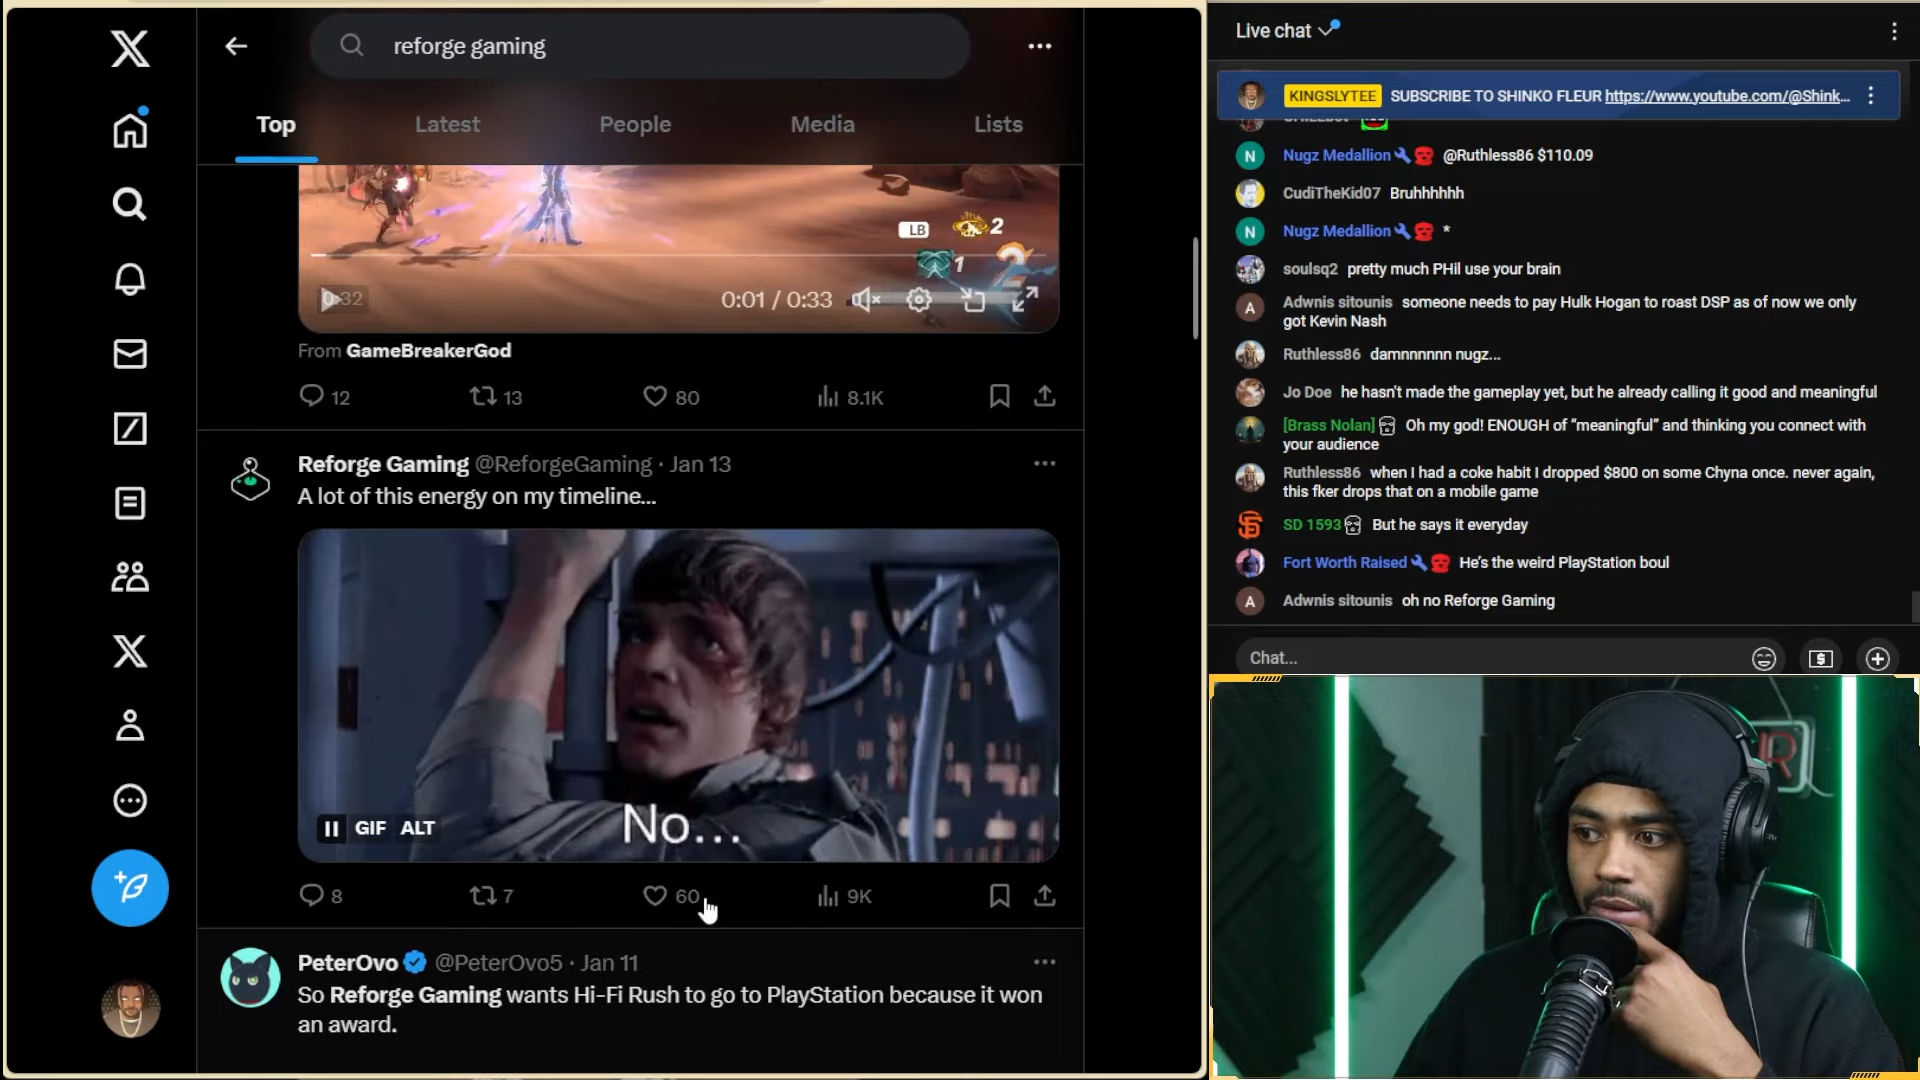 reforge gaming
Top
Latest
People
Media
Lists
LB
2
1
0:01 / 0:33
From GameBreakerGod
12
13
80
8.1K
Reforge Gaming @ReforgeGaming · Jan 13
A lot of this energy on my timeline...
No...
GIF ALT
8
7
60
9K
PeterOvo @PeterOvo5 · Jan 11
So Reforge Gaming wants Hi-Fi Rush to go to PlayStation because it won
an award.
Live chat
KINGSLYTEE SUBSCRIBE TO SHINKO FLEUR https://www.youtube.com/@Shink...
N Nugz Medallion @Ruthless86 $110.09
CudiTheKid07 Bruhhhhhh
N Nugz Medallion *
soulsq2 pretty much PHil use your brain
A Adwnis sitounis someone needs to pay Hulk Hogan to roast DSP as of now we only
got Kevin Nash
Ruthless86 damnnnnnn nugz...
Jo Doe he hasn't made the gameplay yet, but he already calling it good and meaningful
[Brass Nolan] Oh my god! ENOUGH of “meaningful” and thinking you connect with
your audience
Ruthless86 when I had a coke habit I dropped $800 on some Chyna once. never again,
this fker drops that on a mobile game
SD 1593 But he says it everyday
Fort Worth Raised He's the weird PlayStation boul
A Adwnis sitounis oh no Reforge Gaming
Chat...